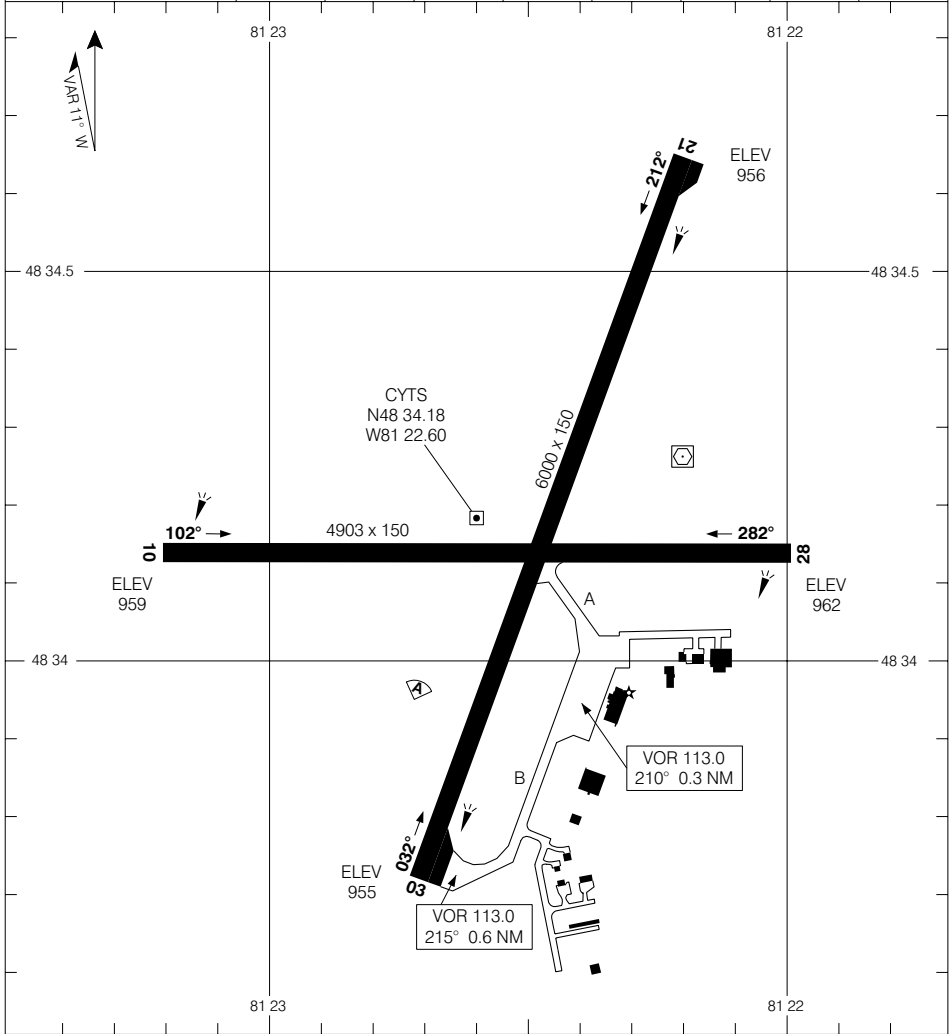 81 23
81 22
VAR 11° W
21
212°
ELEV
956
48 34.5
48 34.5
CYTS
N48 34.18
W81 22.60
6000 x 150
102°
4903 x 150
282°
10
28
ELEV
959
ELEV
962
A
48 34
48 34
A
VOR 113.0
210° 0.3 NM
B
032°
03
ELEV
955
VOR 113.0
215° 0.6 NM
81 23
81 22